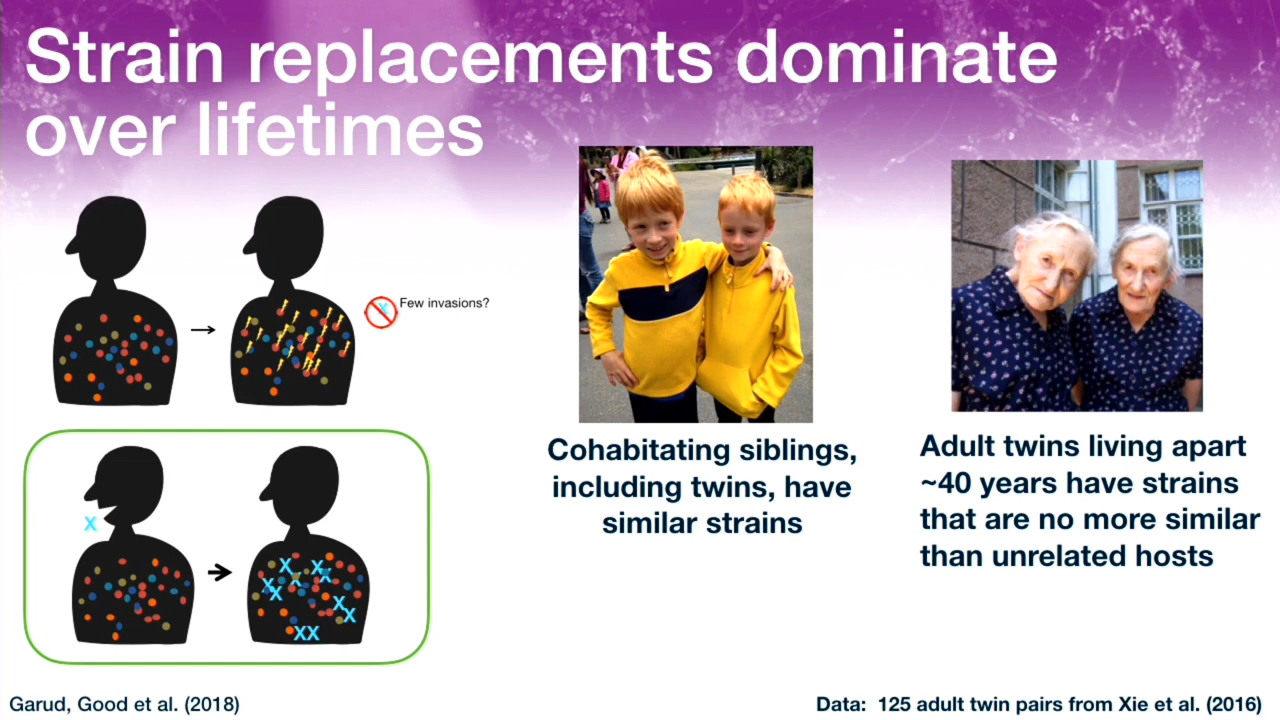 Strain replacements dominate
over lifetimes
X
Few invasions?
X
X
X
X
X
X
X
X
X
XX
Cohabitating siblings,
including twins, have
similar strains
Adult twins living apart
~40 years have strains
that are no more similar
than unrelated hosts
Garud, Good et al. (2018)
Data: 125 adult twin pairs from Xie et al. (2016)